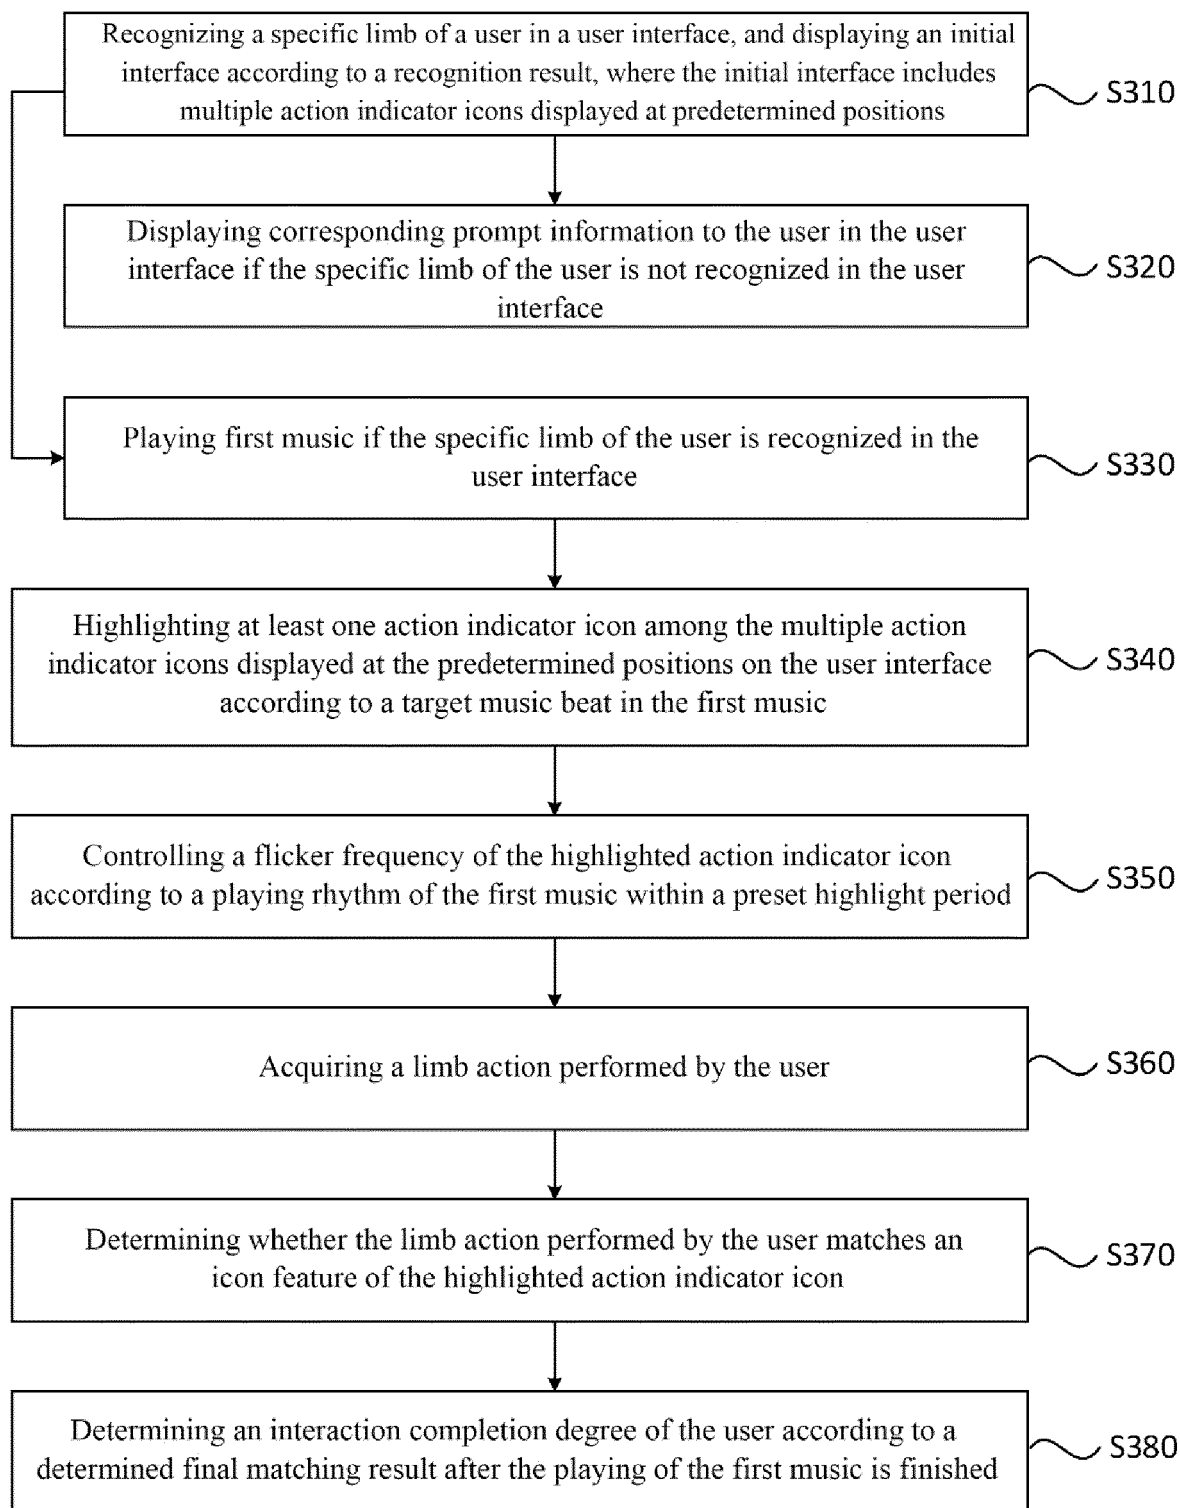 Recognizing a specific limb of a user in a user interface, and displaying an initial
interface according to a recognition result, where the initial interface includes
multiple action indicator icons displayed at predetermined positions
S310
Displaying corresponding prompt information to the user in the user
interface if the specific limb of the user is not recognized in the user
interface
S320
Playing first music if the specific limb of the user is recognized in the
user interface
S330
Highlighting at least one action indicator icon among the multiple action
indicator icons displayed at the predetermined positions on the user interface
according to a target music beat in the first music
S340
Controlling a flicker frequency of the highlighted action indicator icon
according to a playing rhythm of the first music within a preset highlight period
S350
Acquiring a limb action performed by the user
S360
Determining whether the limb action performed by the user matches an
icon feature of the highlighted action indicator icon
S370
Determining an interaction completion degree of the user according to a
determined final matching result after the playing of the first music is finished
S380